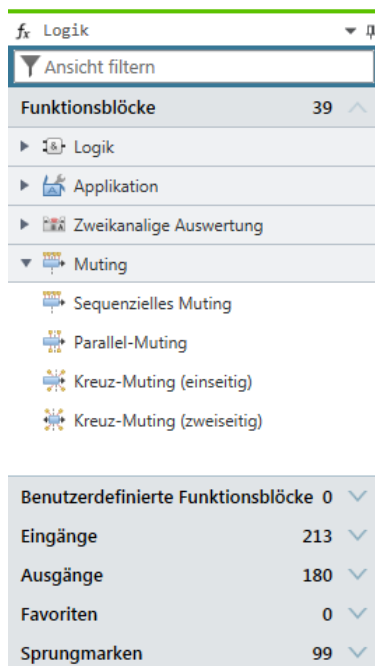 fx Logik
Ansicht filtern
Funktionsblöcke 39
Logik
Applikation
Zweikanalige Auswertung
Muting
Sequenzielles Muting
Parallel-Muting
Kreuz-Muting (einseitig)
Kreuz-Muting (zweiseitig)
Benutzerdefinierte Funktionsblöcke 0
Eingänge 213
Ausgänge 180
Favoriten 0
Sprungmarken 99